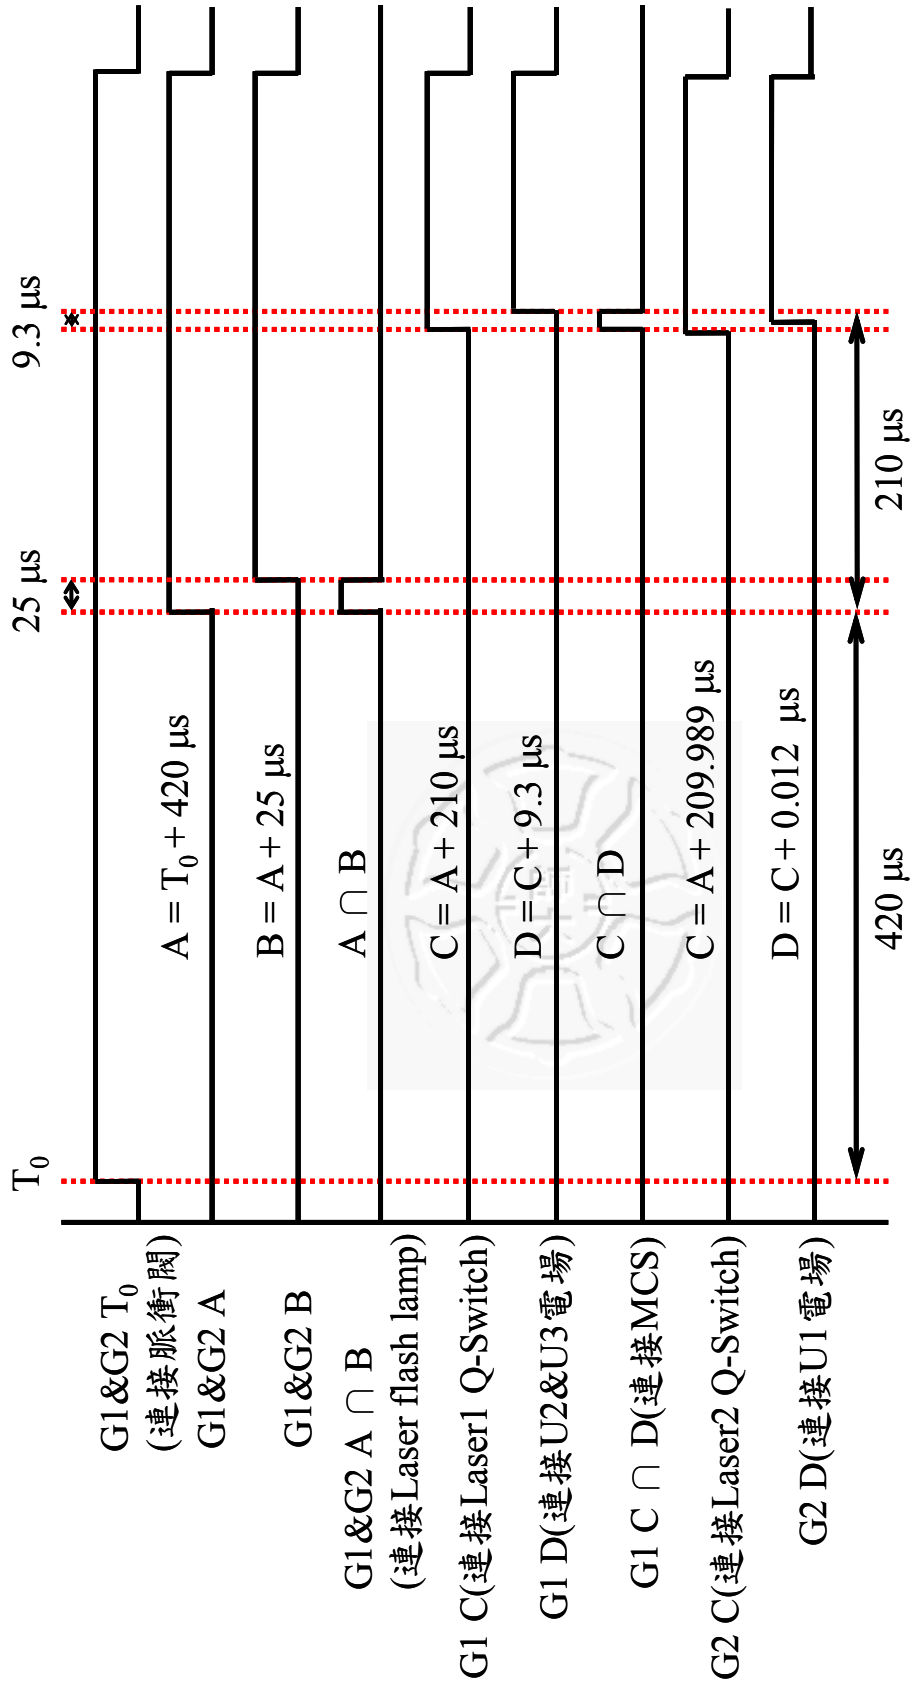 T₀
25 μs
9.3 μs
G1&G2 T₀
(連接脈衝閥)
G1&G2 A
A = T₀ + 420 μs
G1&G2 B
B = A + 25 μs
G1&G2 A ∩ B
(連接Laser flash lamp)
A ∩ B
G1 C(連接Laser1 Q-Switch)
C = A + 210 μs
G1 D(連接U2&U3電場)
D = C + 9.3 μs
G1 C ∩ D(連接MCS)
C ∩ D
G2 C(連接Laser2 Q-Switch)
C = A + 209.989 μs
G2 D(連接U1電場)
D = C + 0.012 μs
420 μs
210 μs